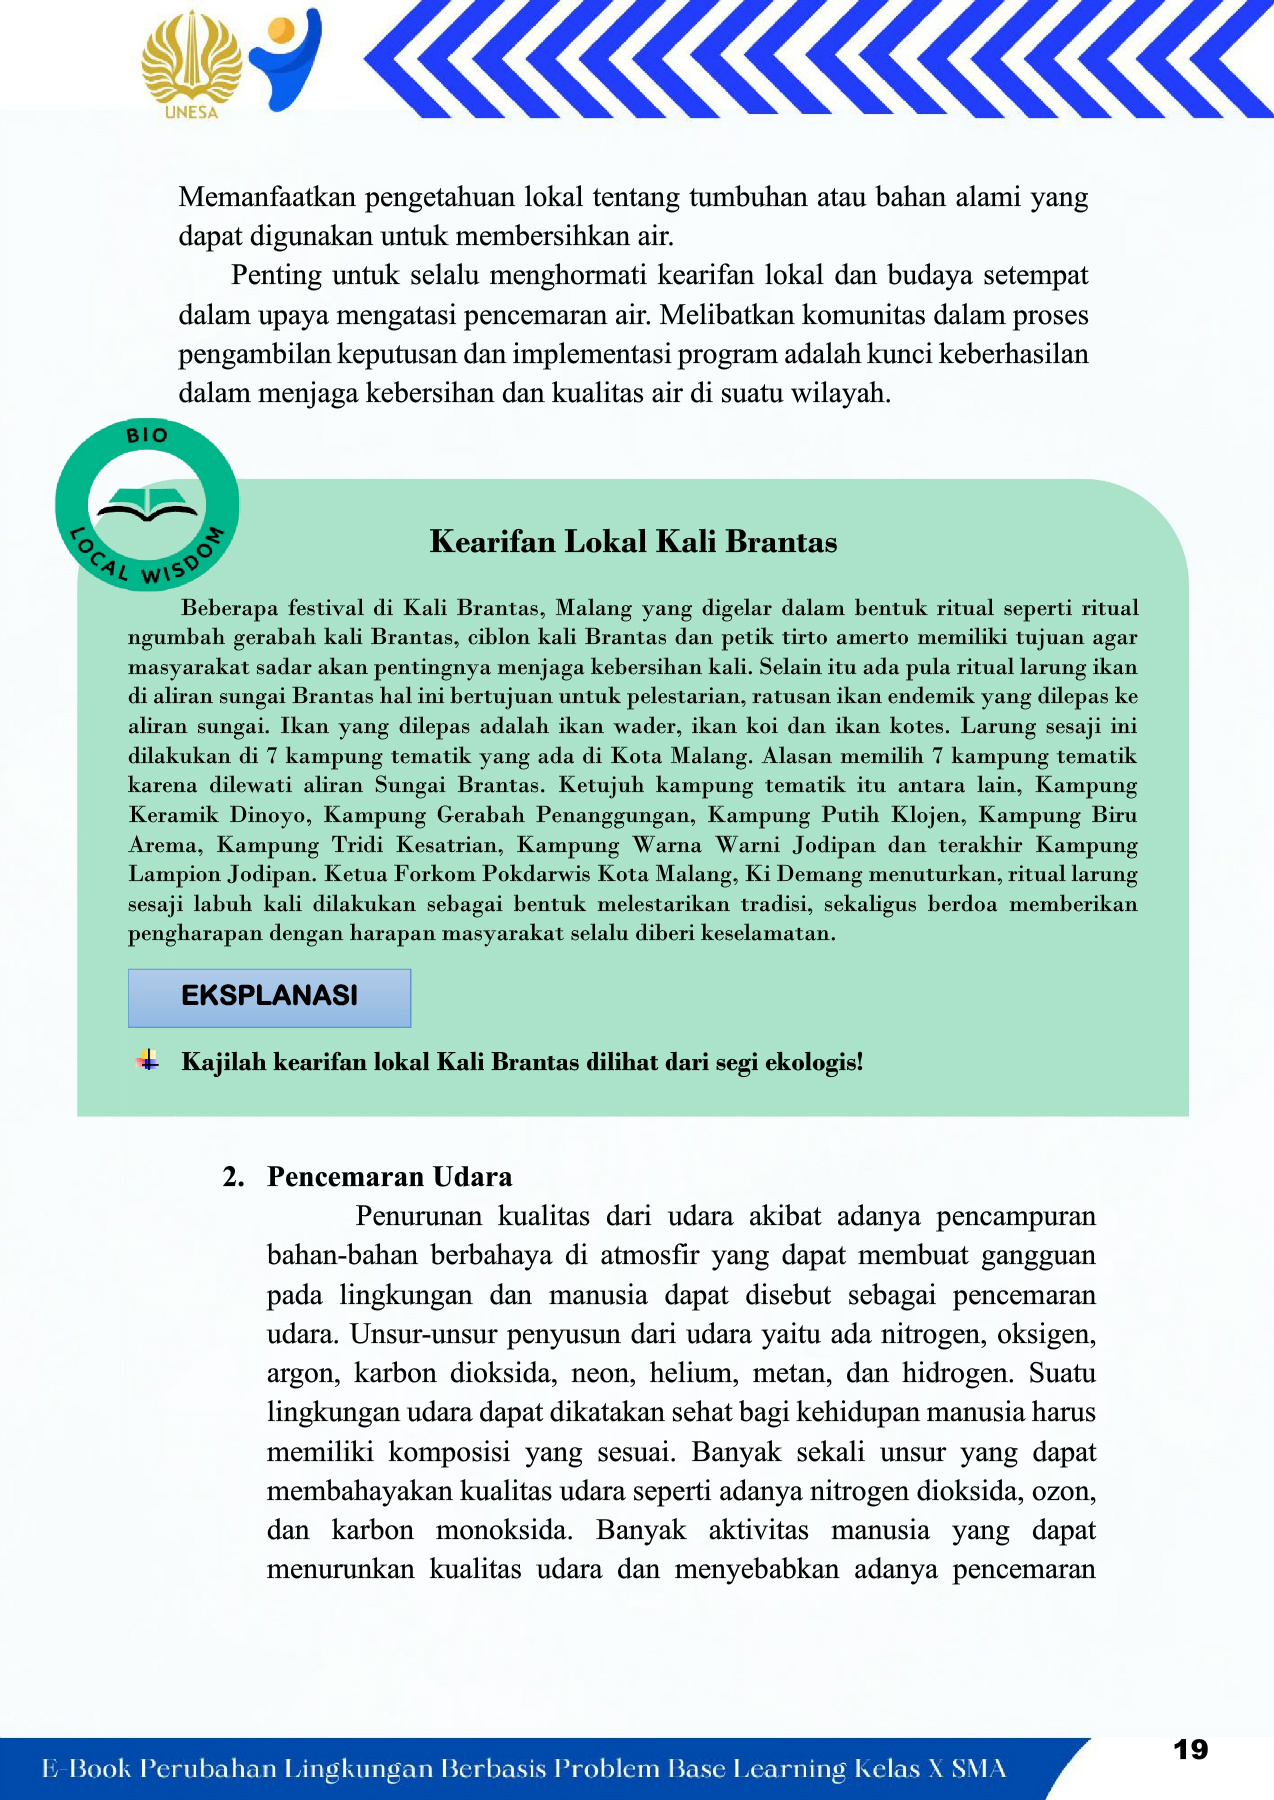 UNESA
Memanfaatkan pengetahuan lokal tentang tumbuhan atau bahan alami yang
dapat digunakan untuk membersihkan air.
Penting untuk selalu menghormati kearifan lokal dan budaya setempat
dalam upaya mengatasi pencemaran air. Melibatkan komunitas dalam proses
pengambilan keputusan dan implementasi program adalah kunci keberhasilan
dalam menjaga kebersihan dan kualitas air di suatu wilayah.
BIO
LOCAL WISDOM
Kearifan Lokal Kali Brantas
Beberapa festival di Kali Brantas, Malang yang digelar dalam bentuk ritual seperti ritual
ngumbah gerabah kali Brantas, ciblon kali Brantas dan petik tirto amerto memiliki tujuan agar
masyarakat sadar akan pentingnya menjaga kebersihan kali. Selain itu ada pula ritual larung ikan
di aliran sungai Brantas hal ini bertujuan untuk pelestarian, ratusan ikan endemik yang dilepas ke
aliran sungai. Ikan yang dilepas adalah ikan wader, ikan koi dan ikan kotes. Larung sesaji ini
dilakukan di 7 kampung tematik yang ada di Kota Malang. Alasan memilih 7 kampung tematik
karena dilewati aliran Sungai Brantas. Ketujuh kampung tematik itu antara lain, Kampung
Keramik Dinoyo, Kampung Gerabah Penanggungan, Kampung Putih Klojen, Kampung Biru
Arema, Kampung Tridi Kesatrian, Kampung Warna Warni Jodipan dan terakhir Kampung
Lampion Jodipan. Ketua Forkom Pokdarwis Kota Malang, Ki Demang menuturkan, ritual larung
sesaji labuh kali dilakukan sebagai bentuk melestarikan tradisi, sekaligus berdoa memberikan
pengharapan dengan harapan masyarakat selalu diberi keselamatan.
EKSPLANASI
Kajilah kearifan lokal Kali Brantas dilihat dari segi ekologis!
2. Pencemaran Udara
Penurunan kualitas dari udara akibat adanya pencampuran
bahan-bahan berbahaya di atmosfir yang dapat membuat gangguan
pada lingkungan dan manusia dapat disebut sebagai pencemaran
udara. Unsur-unsur penyusun dari udara yaitu ada nitrogen, oksigen,
argon, karbon dioksida, neon, helium, metan, dan hidrogen. Suatu
lingkungan udara dapat dikatakan sehat bagi kehidupan manusia harus
memiliki komposisi yang sesuai. Banyak sekali unsur yang dapat
membahayakan kualitas udara seperti adanya nitrogen dioksida, ozon,
dan karbon monoksida. Banyak aktivitas manusia yang dapat
menurunkan kualitas udara dan menyebabkan adanya pencemaran
E-Book Perubahan Lingkungan Berbasis Problem Base Learning Kelas X SMA
19